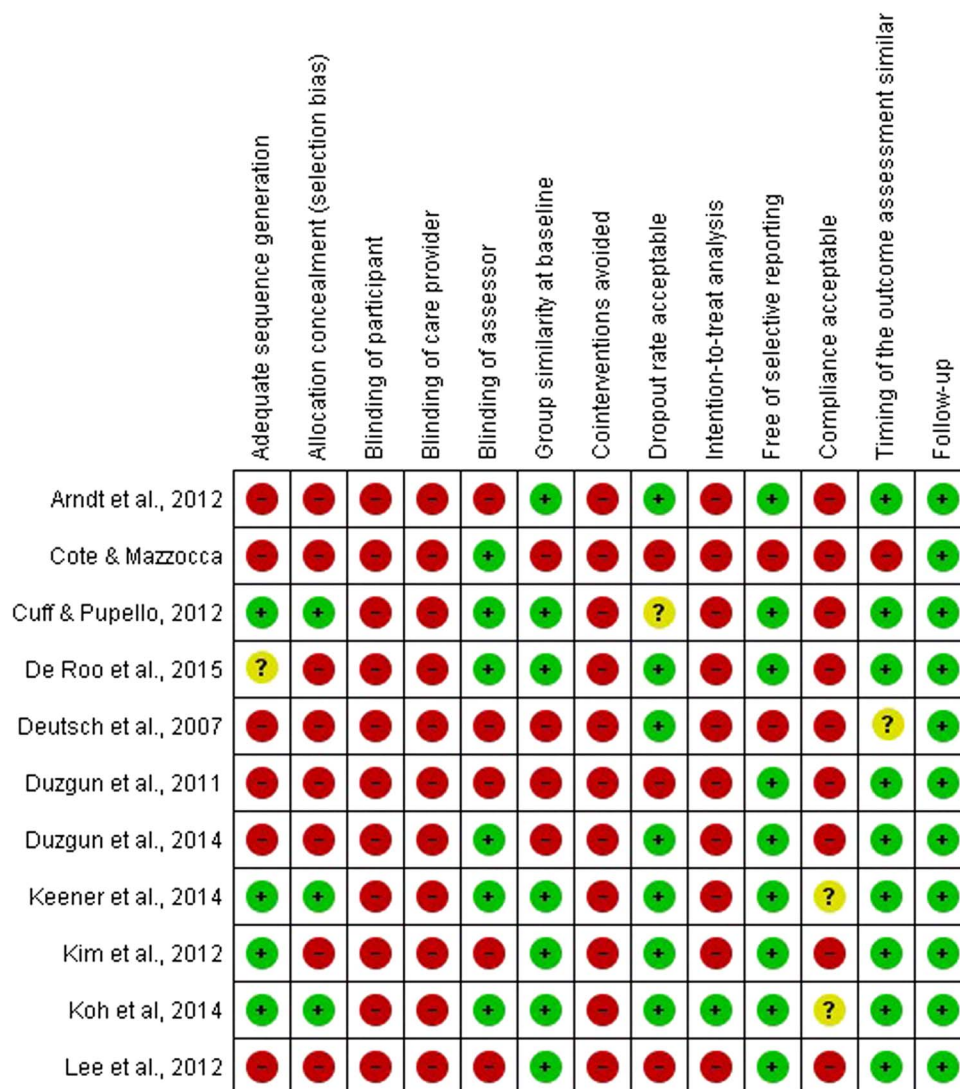 Adequate sequence generation
Allocation concealment (selection bias)
Blinding of participant
Blinding of care provider
Blinding of assessor
Group similarity at baseline
Cointerventions avoided
Dropout rate acceptable
Intention-to-treat analysis
Free of selective reporting
Compliance acceptable
Timing of the outcome assessment similar
Follow-up
Arndt et al., 2012 - - - - - + - + - + - + +
Cote & Mazzocca - - - - + - - - - - - - +
Cuff & Pupello, 2012 + + - - + + - ? - + - + +
De Roo et al., 2015 ? - - - + + - + - + - + +
Deutsch et al., 2007 - - - - - - - + - - - ? +
Duzgun et al., 2011 - - - - - - - - - + - + +
Duzgun et al., 2014 - - - - + - - + - + - + +
Keener et al., 2014 + + - - + + - + - + ? + +
Kim et al., 2012 + - - - - + - + - + - + +
Koh et al, 2014 + + - - + + - + + + ? + +
Lee et al., 2012 - - - - - + - - - + - + +